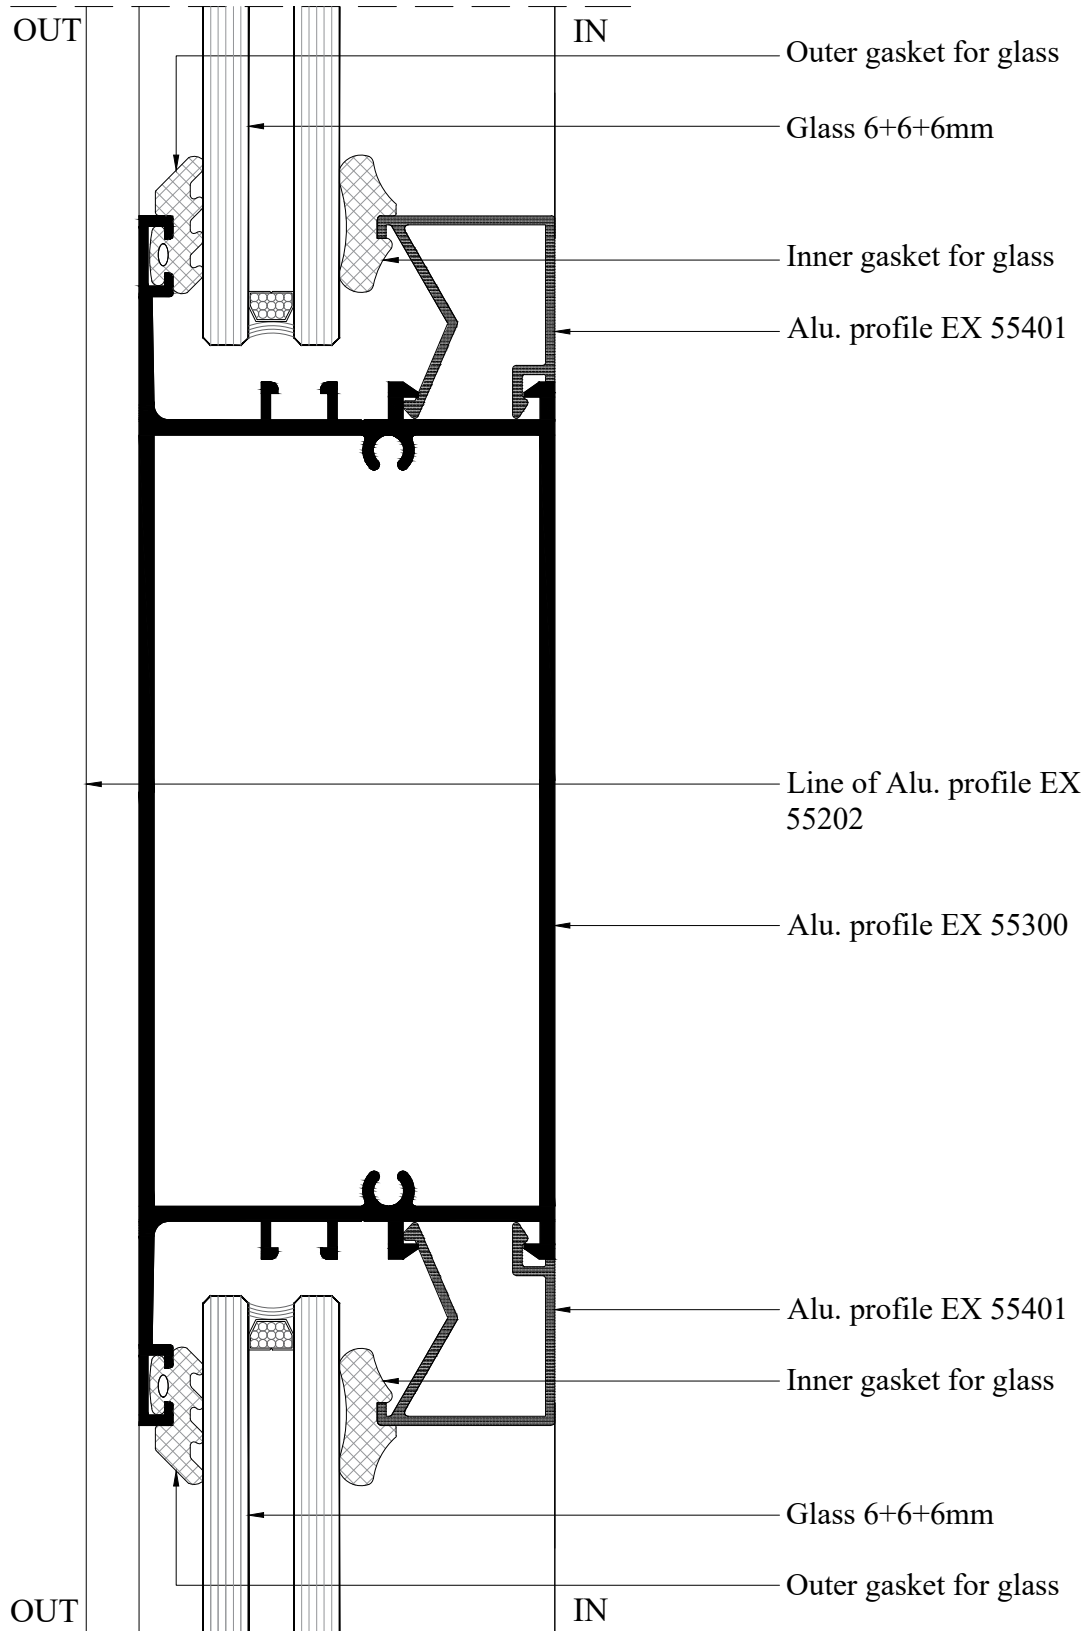 OUT
IN
Outer gasket for glass
Glass 6+6+6mm
Inner gasket for glass
Alu. profile EX 55401
Line of Alu. profile EX
55202
Alu. profile EX 55300
Alu. profile EX 55401
Inner gasket for glass
Glass 6+6+6mm
Outer gasket for glass
OUT
IN